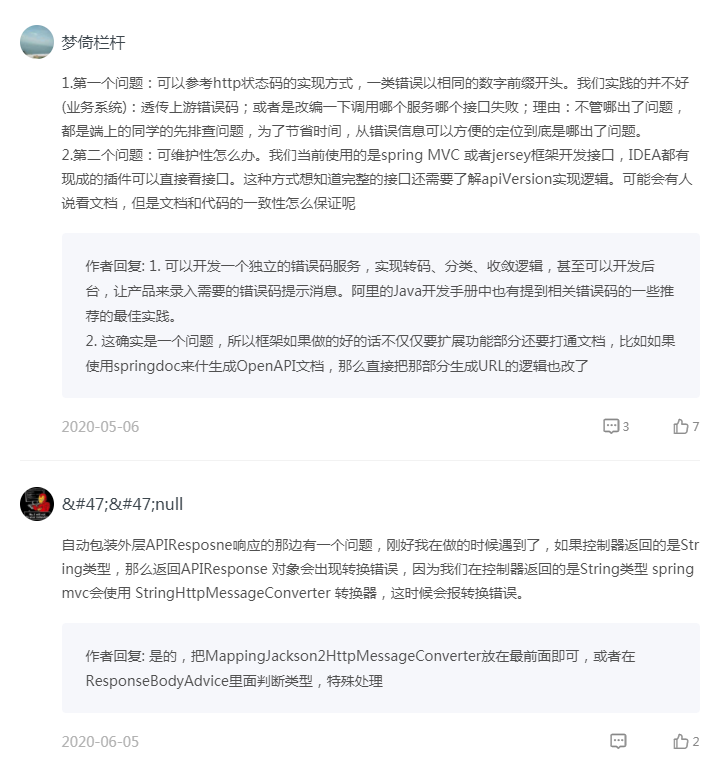 梦倚栏杆
1.第一个问题：可以参考http状态码的实现方式，一类错误以相同的数字前缀开头。我们实践的并不好
(业务系统)：透传上游错误码；或者是改编一下调用哪个服务哪个接口失败；理由：不管哪出了问题，
都是端上的同学的先排查问题，为了节省时间，从错误信息可以方便的定位到底是哪出了问题。
2.第二个问题：可维护性怎么办。我们当前使用的是spring MVC 或者jersey框架开发接口，IDEA都有
现成的插件可以直接看接口。这种方式想知道完整的接口还需要了解apiVersion实现逻辑。可能会有人
说看文档，但是文档和代码的一致性怎么保证呢
作者回复: 1. 可以开发一个独立的错误码服务，实现转码、分类、收敛逻辑，甚至可以开发后
台，让产品来录入需要的错误码提示消息。阿里的Java开发手册中也有提到相关错误码的一些推
荐的最佳实践。
2. 这确实是一个问题，所以框架如果做的好的话不仅仅要扩展功能部分还要打通文档，比如如果
使用springdoc来什生成OpenAPI文档，那么直接把那部分生成URL的逻辑也改了
2020-05-06 3 7
&#47;&#47;null
自动包装外层APIResposne响应的那边有一个问题，刚好我在做的时候遇到了，如果控制器返回的是Str
ing类型，那么返回APIResponse 对象会出现转换错误，因为我们在控制器返回的是String类型 spring
mvc会使用 StringHttpMessageConverter 转换器，这时候会报转换错误。
作者回复: 是的，把MappingJackson2HttpMessageConverter放在最前面即可，或者在
ResponseBodyAdvice里面判断类型，特殊处理
2020-06-05 2